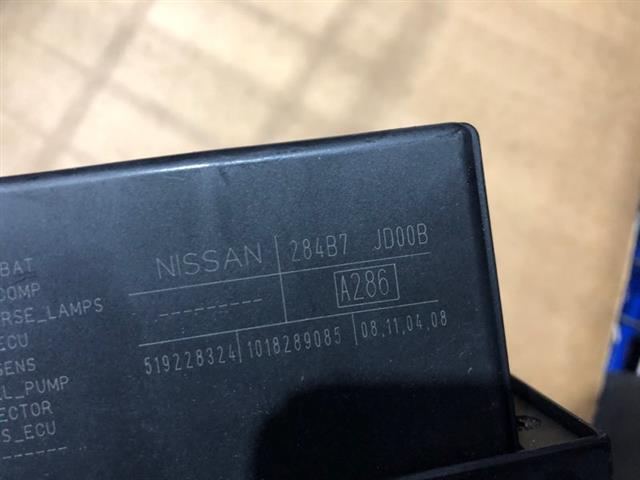 BAT
COMP
RSE_LAMPS
ECU
SENS
L_PUMP
ECTOR
S_ECU
-------
NISSAN 284B7 JD00B
--------- A286
519228324 1018289085 08,11,04,08